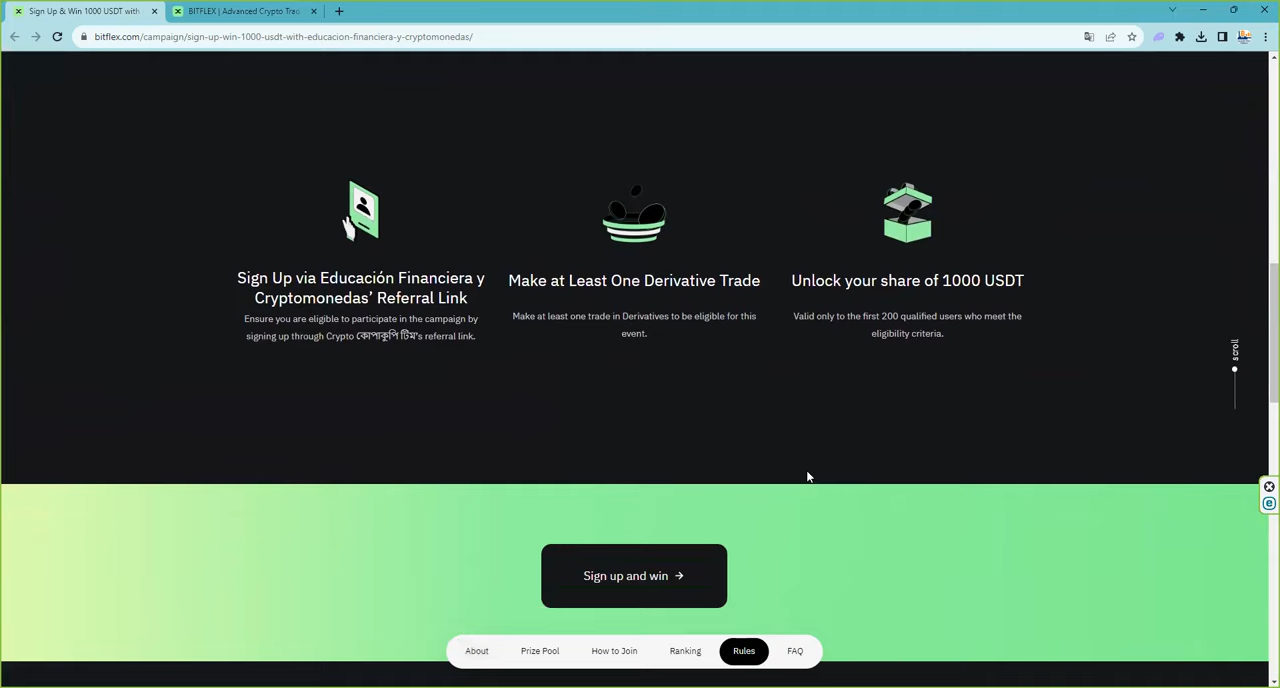 Sign Up & Win 1000 USDT with
BITFLEX | Advanced Crypto Trac
bitflex.com/campaign/sign-up-win-1000-usdt-with-educacion-financiera-y-cryptomonedas/
Sign Up via Educación Financiera y
Cryptomonedas’ Referral Link
Ensure you are eligible to participate in the campaign by
signing up through Crypto কোপাকুপি টিম's referral link.
Make at Least One Derivative Trade
Make at least one trade in Derivatives to be eligible for this
event.
Unlock your share of 1000 USDT
Valid only to the first 200 qualified users who meet the
eligibility criteria.
scroll
Sign up and win →
About
Prize Pool
How to Join
Ranking
Rules
FAQ